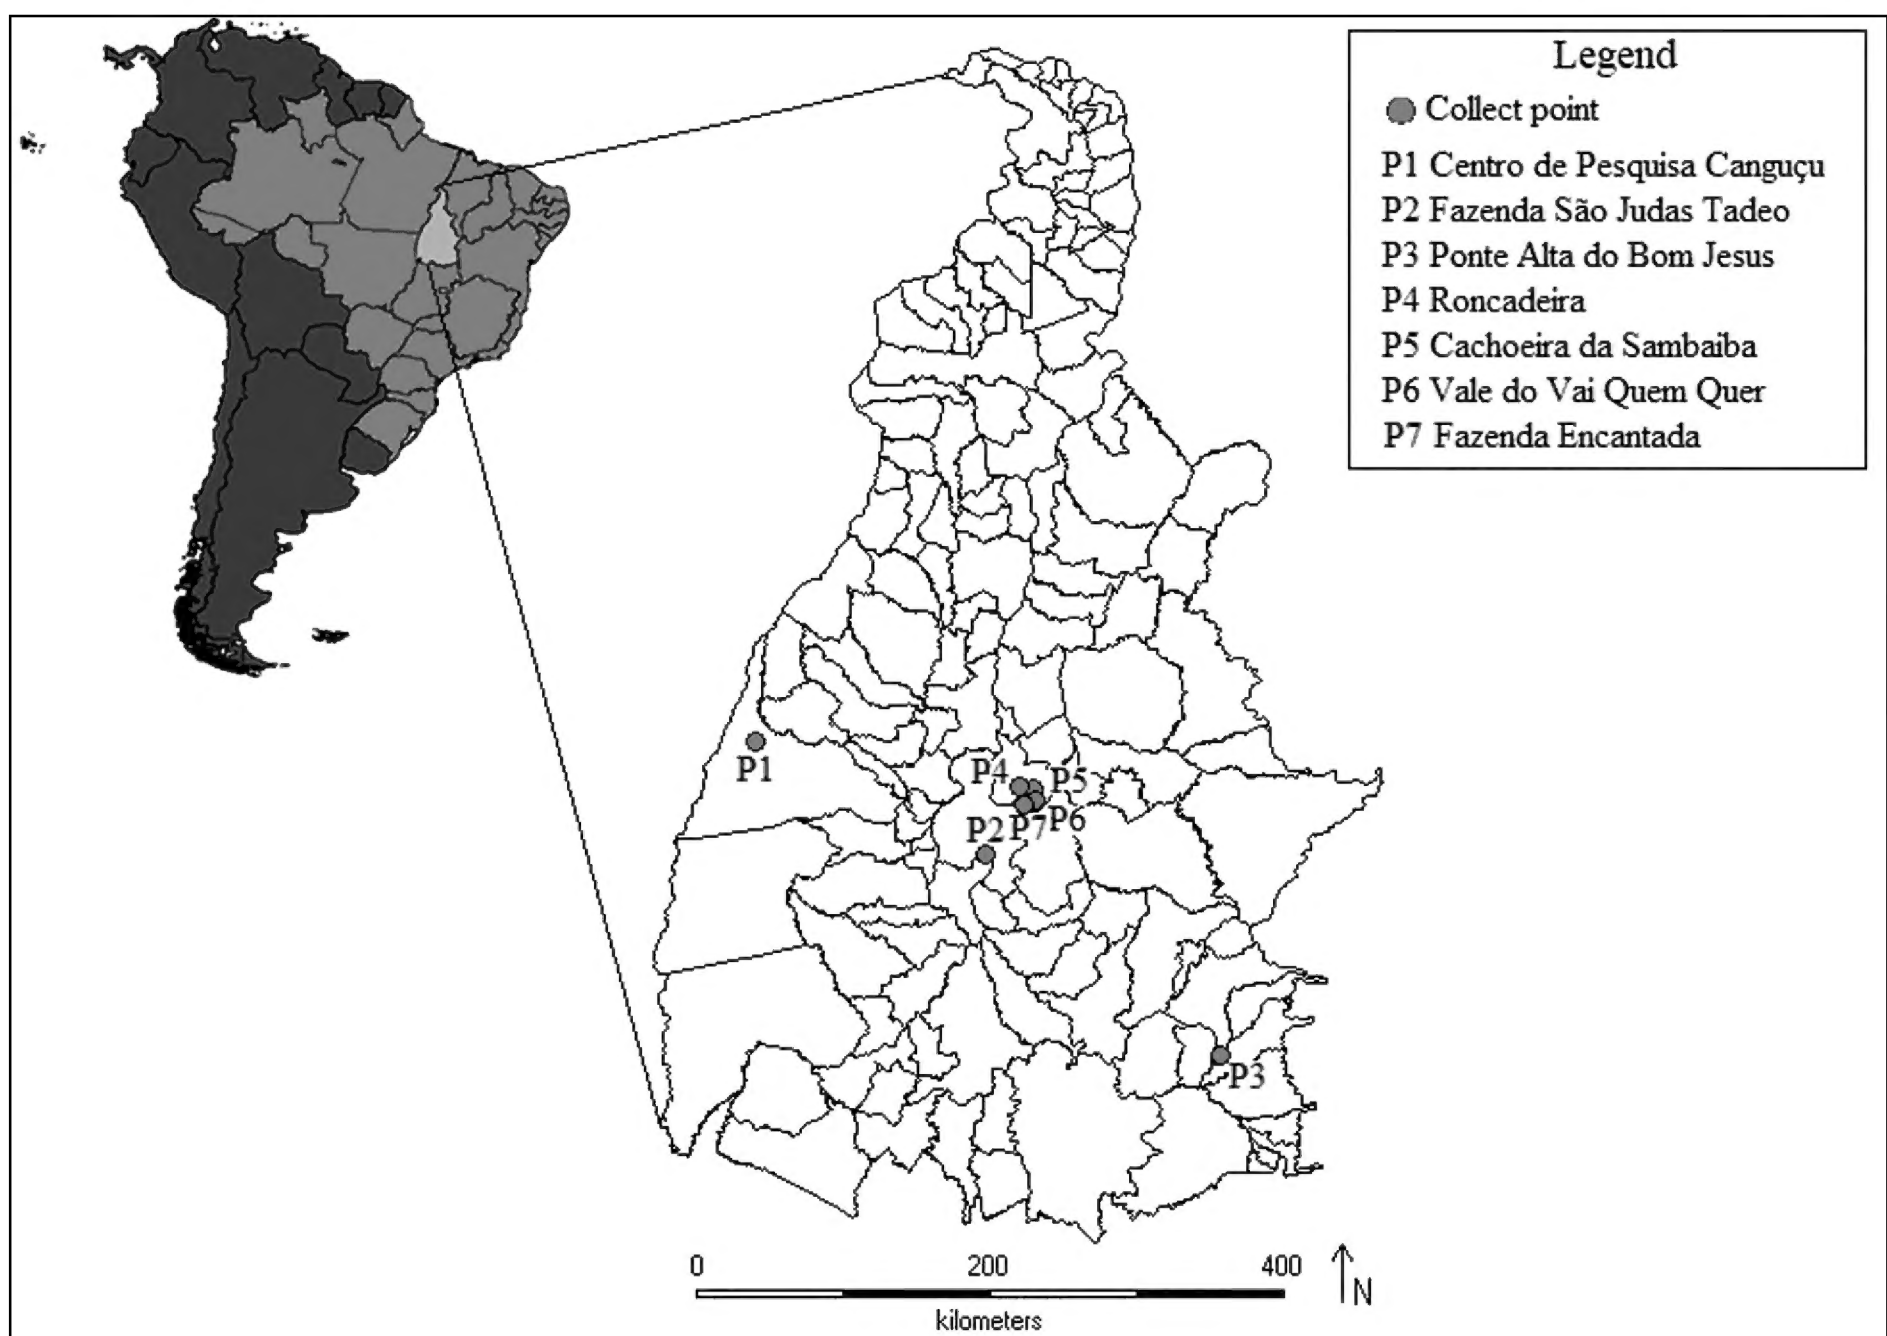 Legend
Collect point
P1 Centro de Pesquisa Canguçu
P2 Fazenda São Judas Tadeo
P3 Ponte Alta do Bom Jesus
P4 Roncadeira
P5 Cachoeira da Sambaiba
P6 Vale do Vai Quem Quer
P7 Fazenda Encantada
P1
P4
P5
P2
P7
P6
P3
0 200 400
N
kilometers